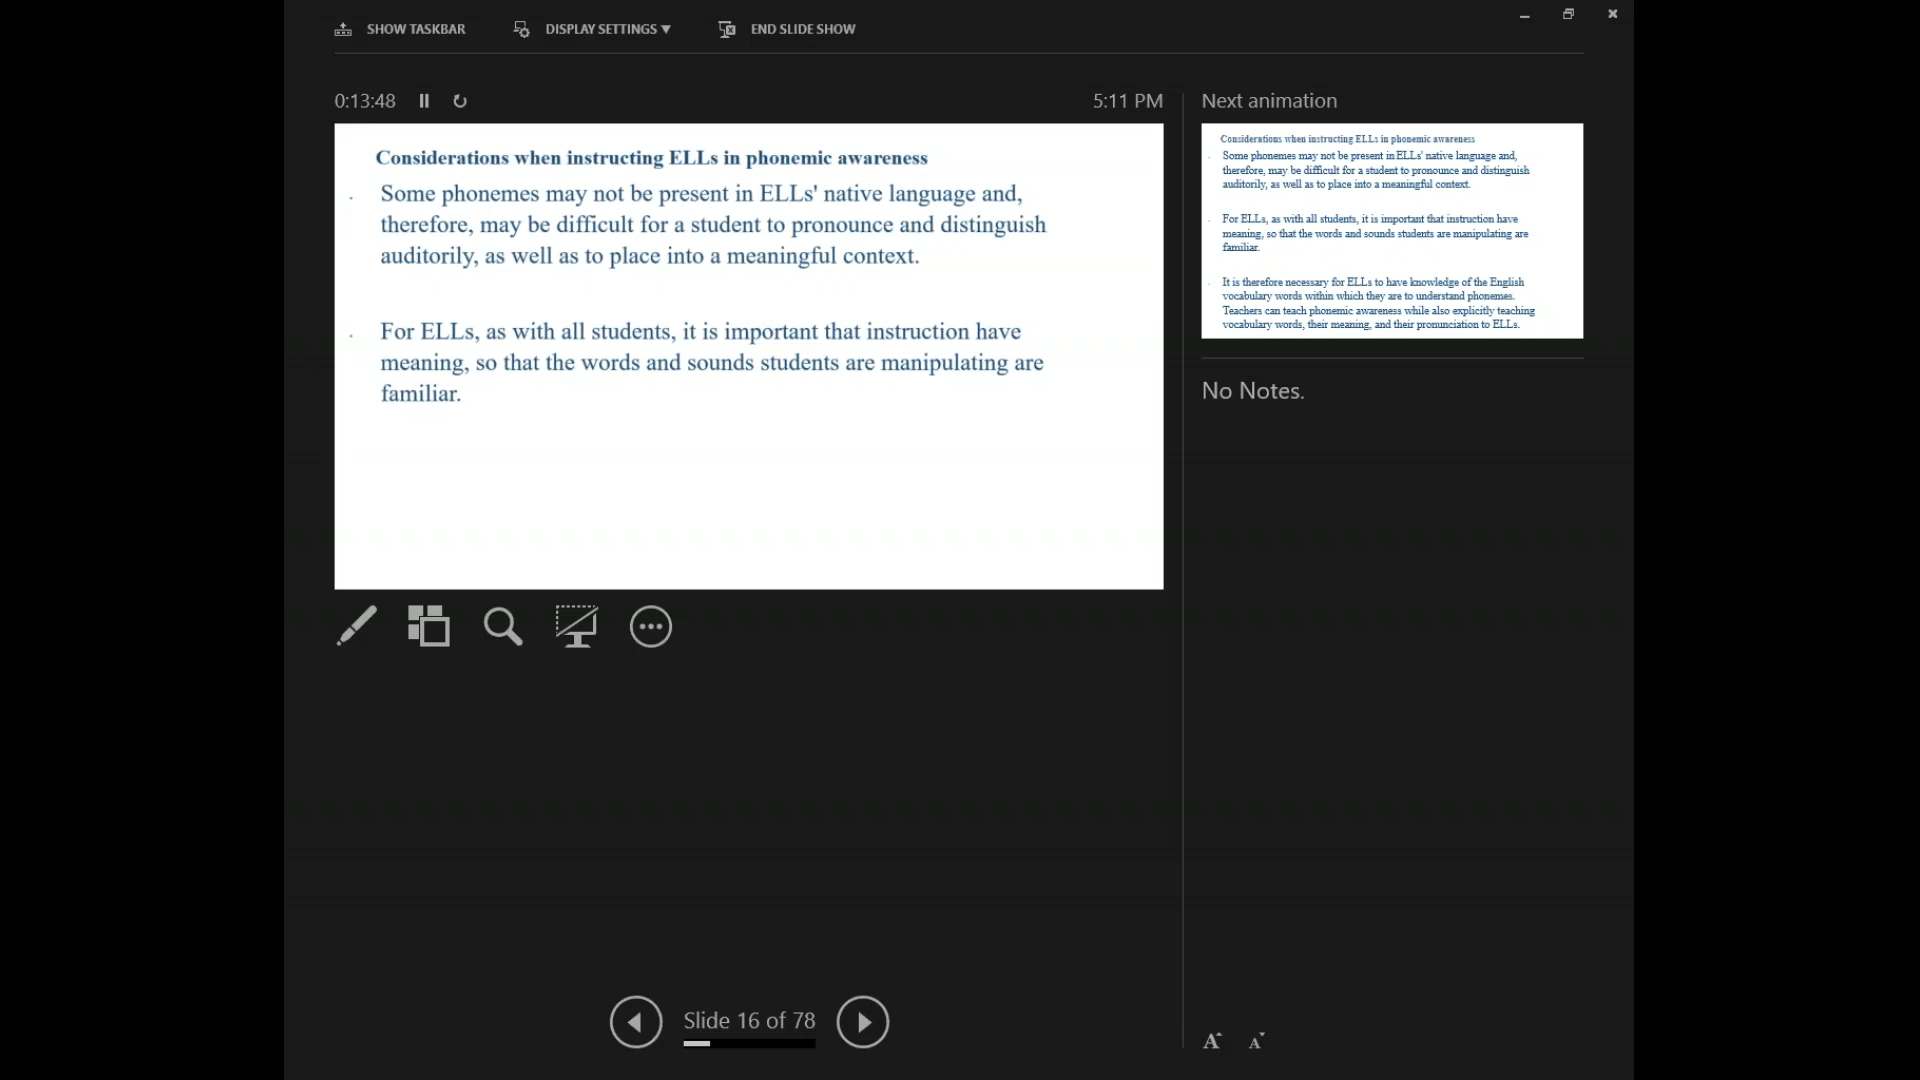 SHOW TASKBAR
DISPLAY SETTINGS ▼
END SLIDE SHOW
0:13:48
5:11 PM
Considerations when instructing ELLs in phonemic awareness
. Some phonemes may not be present in ELLs' native language and,
therefore, may be difficult for a student to pronounce and distinguish
auditorily, as well as to place into a meaningful context.
. For ELLs, as with all students, it is important that instruction have
meaning, so that the words and sounds students are manipulating are
familiar.
Slide 16 of 78
Next animation
Considerations when instructing ELLs in phonemic awareness
. Some phonemes may not be present in ELLs' native language and,
therefore, may be difficult for a student to pronounce and distinguish
auditorily, as well as to place into a meaningful context.
. For ELLs, as with all students, it is important that instruction have
meaning, so that the words and sounds students are manipulating are
familiar.
. It is therefore necessary for ELLs to have knowledge of the English
vocabulary words within which they are to understand phonemes.
Teachers can teach phonemic awareness while also explicitly teaching
vocabulary words, their meaning, and their pronunciation to ELLs.
No Notes.
A A